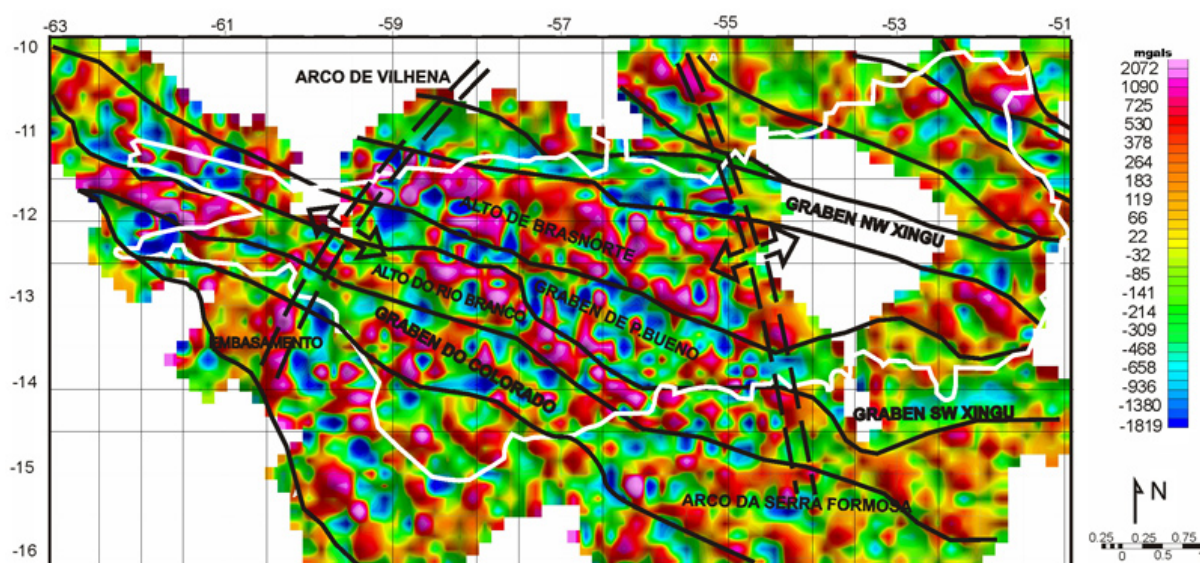 -63 -61 -59 -57 -55 -53 -51
-10
-11
-12
-13
-14
-15
-16
ARCO DE VILHENA
A
ALTO DE BRASNORTE
GRABEN NW XINGU
ALTO DO RIO BRANCO
GRABEN DE P.BUENO
GRABEN DO COLORADO
EMBASAMENTO
GRABEN SW XINGU
ARCO DA SERRA FORMOSA
mgals
2072
1090
725
530
378
264
183
119
66
22
-32
-85
-141
-214
-309
-468
-658
-936
-1380
-1819
N
0.25 0.25 0.75
0 0.5 1